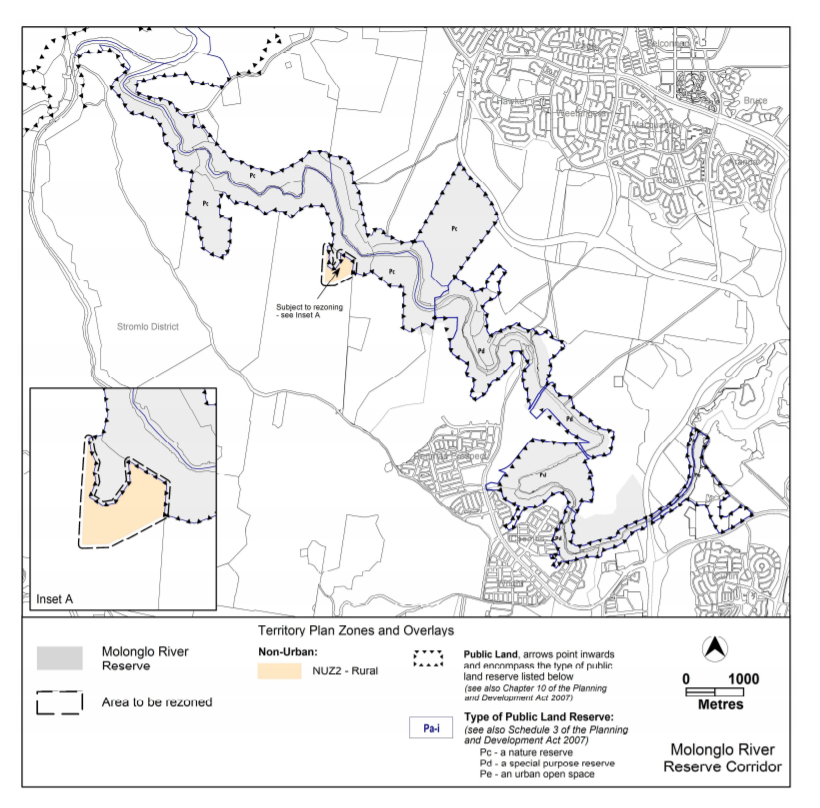 Belconnen
Page
Bruce
Hawker
Weetangera
Macquarie
Aranda
Cook
Pc
Pc
Pc
Pc
Subject to rezoning
- see Inset A
Stromlo District
Pd
Pd
Pd
Pd
Inset A
Territory Plan Zones and Overlays
Molonglo River
Reserve
Area to be rezoned
Non-Urban:
NUZ2 - Rural
Public Land, arrows point inwards
and encompass the type of public
land reserve listed below
(see also Chapter 10 of the Planning
and Development Act 2007)
Pa-i
Type of Public Land Reserve:
(see also Schedule 3 of the Planning
and Development Act 2007)
Pc - a nature reserve
Pd - a special purpose reserve
Pe - an urban open space
0 1000
Metres
Molonglo River
Reserve Corridor